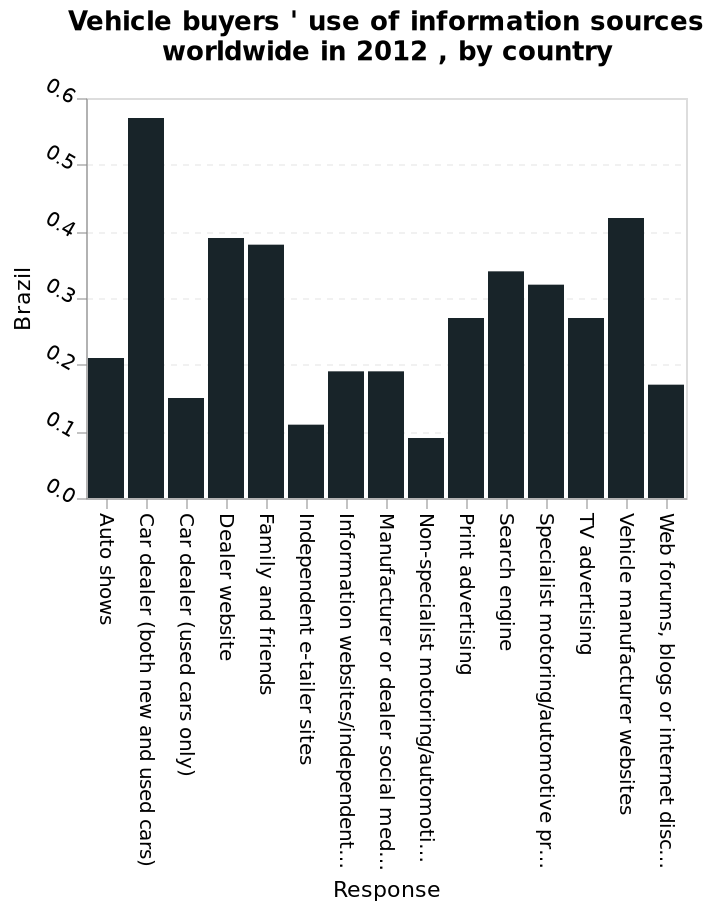 Vehicle buyers ' use of information sources
worldwide in 2012 , by country
0.6
0.5
0.4
0.3
0.2
0.1
0.0
Brazil
Auto shows
Car dealer (both new and used cars)
Car dealer (used cars only)
Dealer website
Family and friends
Independent e-tailer sites
Information websites/independent...
Manufacturer or dealer social med...
Non-specialist motoring/automoti...
Print advertising
Search engine
Specialist motoring/automotive pr...
TV advertising
Vehicle manufacturer websites
Web forums, blogs or internet disc...
Response